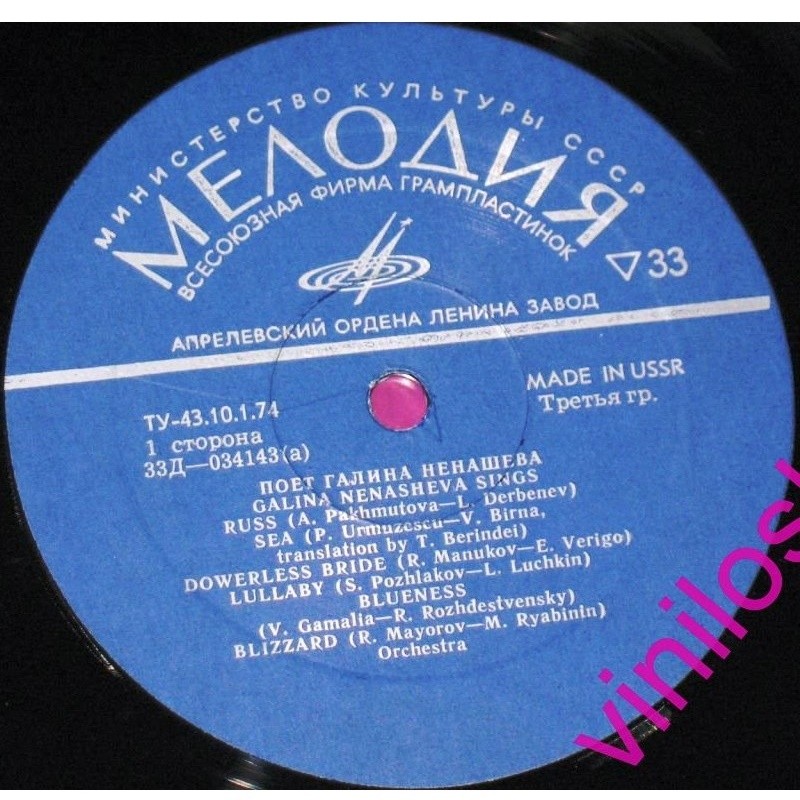 МИНИСТЕРСТВО КУЛЬТУРЫ СССР
МЕЛОДИЯ
ВСЕСОЮЗНАЯ ФИРМА ГРАМПЛАСТИНОК
▽33
АПРЕЛЕВСКИЙ ОРДЕНА ЛЕНИНА ЗАВОД
MADE IN USSR
Третья гр.
ТУ-43.10.1.74
1 сторона
33Д—034143(а)
ПОЕТ ГАЛИНА НЕНАШЕВА
GALINA NENASHEVA SINGS
RUSS (A. Pakhmutova—L. Derbenev)
SEA (P. Urmuzescu—V. Birna,
translation by T. Berindei)
DOWERLESS BRIDE (R. Manukov—E. Verigo)
LULLABY (S. Pozhlakov—L. Luchkin)
BLUENESS
(V. Gamalia—R. Rozhdestvensky)
BLIZZARD (R. Mayorov—M. Ryabinin)
Orchestra
vinilos